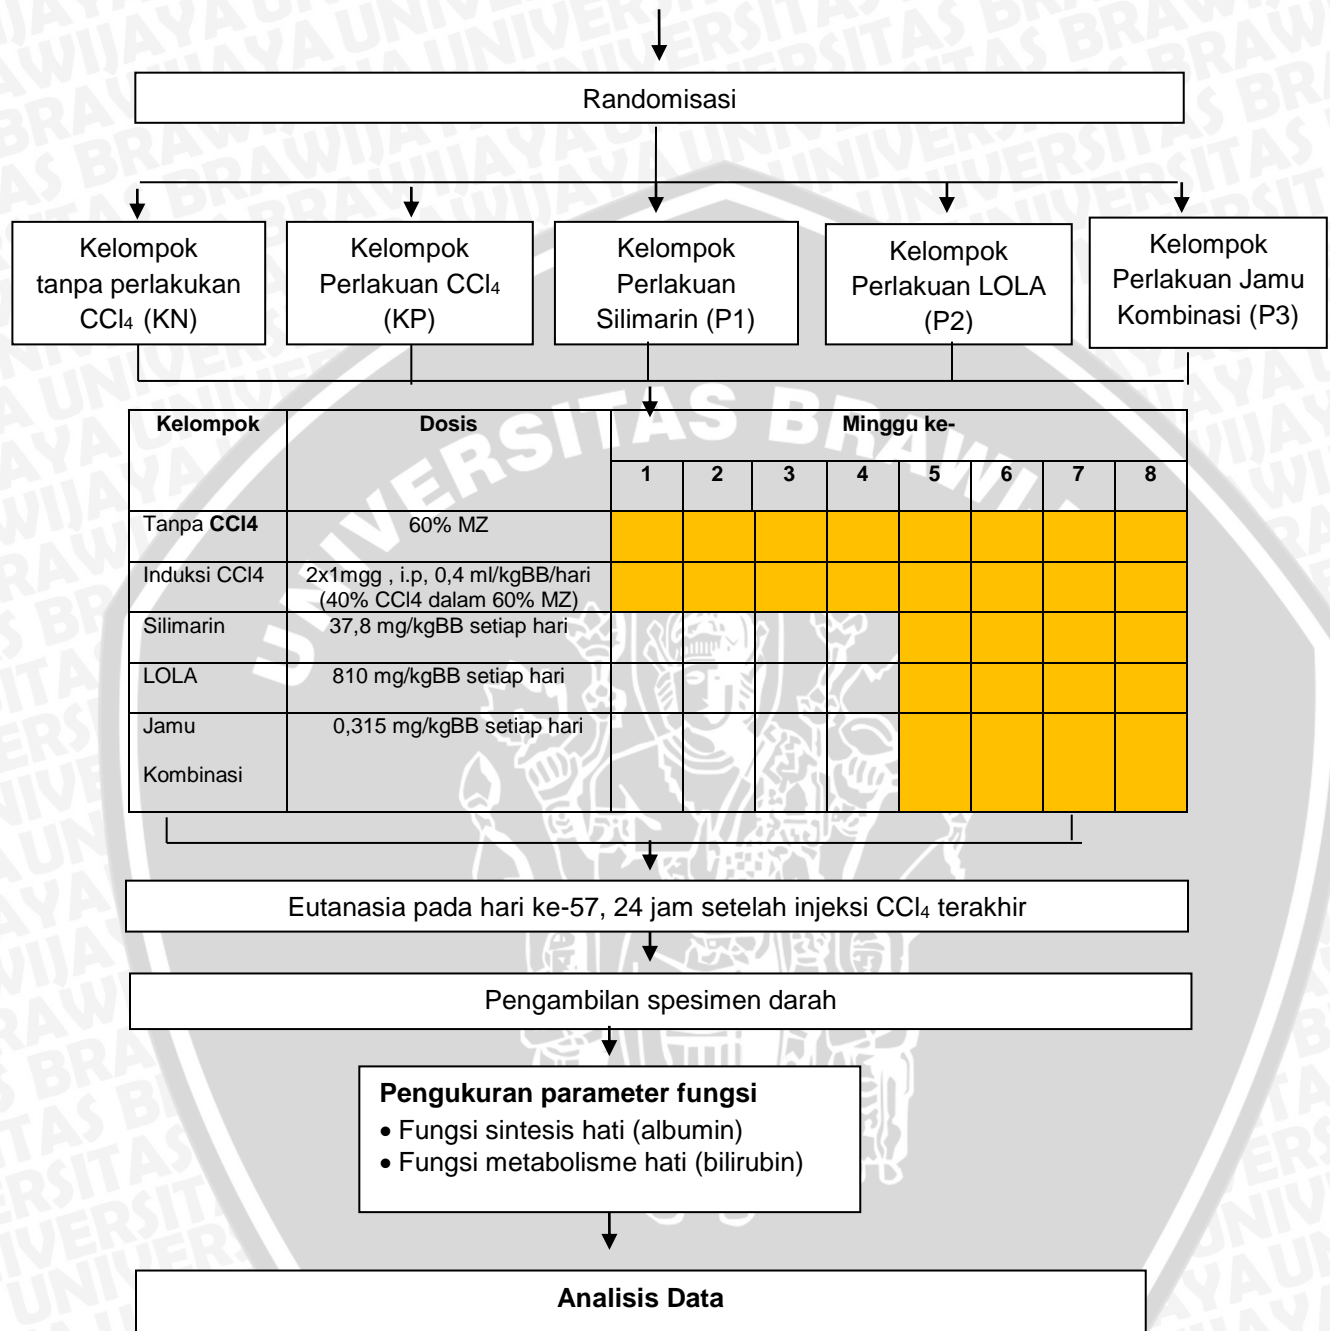 Randomisasi
Kelompok
tanpa perlakukan
CCl₄ (KN)
Kelompok
Perlakuan CCl₄
(KP)
Kelompok
Perlakuan
Silimarin (P1)
Kelompok
Perlakuan LOLA
(P2)
Kelompok
Perlakuan Jamu
Kombinasi (P3)
Kelompok Dosis Minggu ke-
1 2 3 4 5 6 7 8
Tanpa CCl4 60% MZ
Induksi CCl4 2x1mgg , i.p, 0,4 ml/kgBB/hari
(40% CCl4 dalam 60% MZ)
Silimarin 37,8 mg/kgBB setiap hari
LOLA 810 mg/kgBB setiap hari
Jamu 0,315 mg/kgBB setiap hari
Kombinasi
Eutanasia pada hari ke-57, 24 jam setelah injeksi CCl₄ terakhir
Pengambilan spesimen darah
Pengukuran parameter fungsi
• Fungsi sintesis hati (albumin)
• Fungsi metabolisme hati (bilirubin)
Analisis Data
UNIVERSITAS BRAWIJ